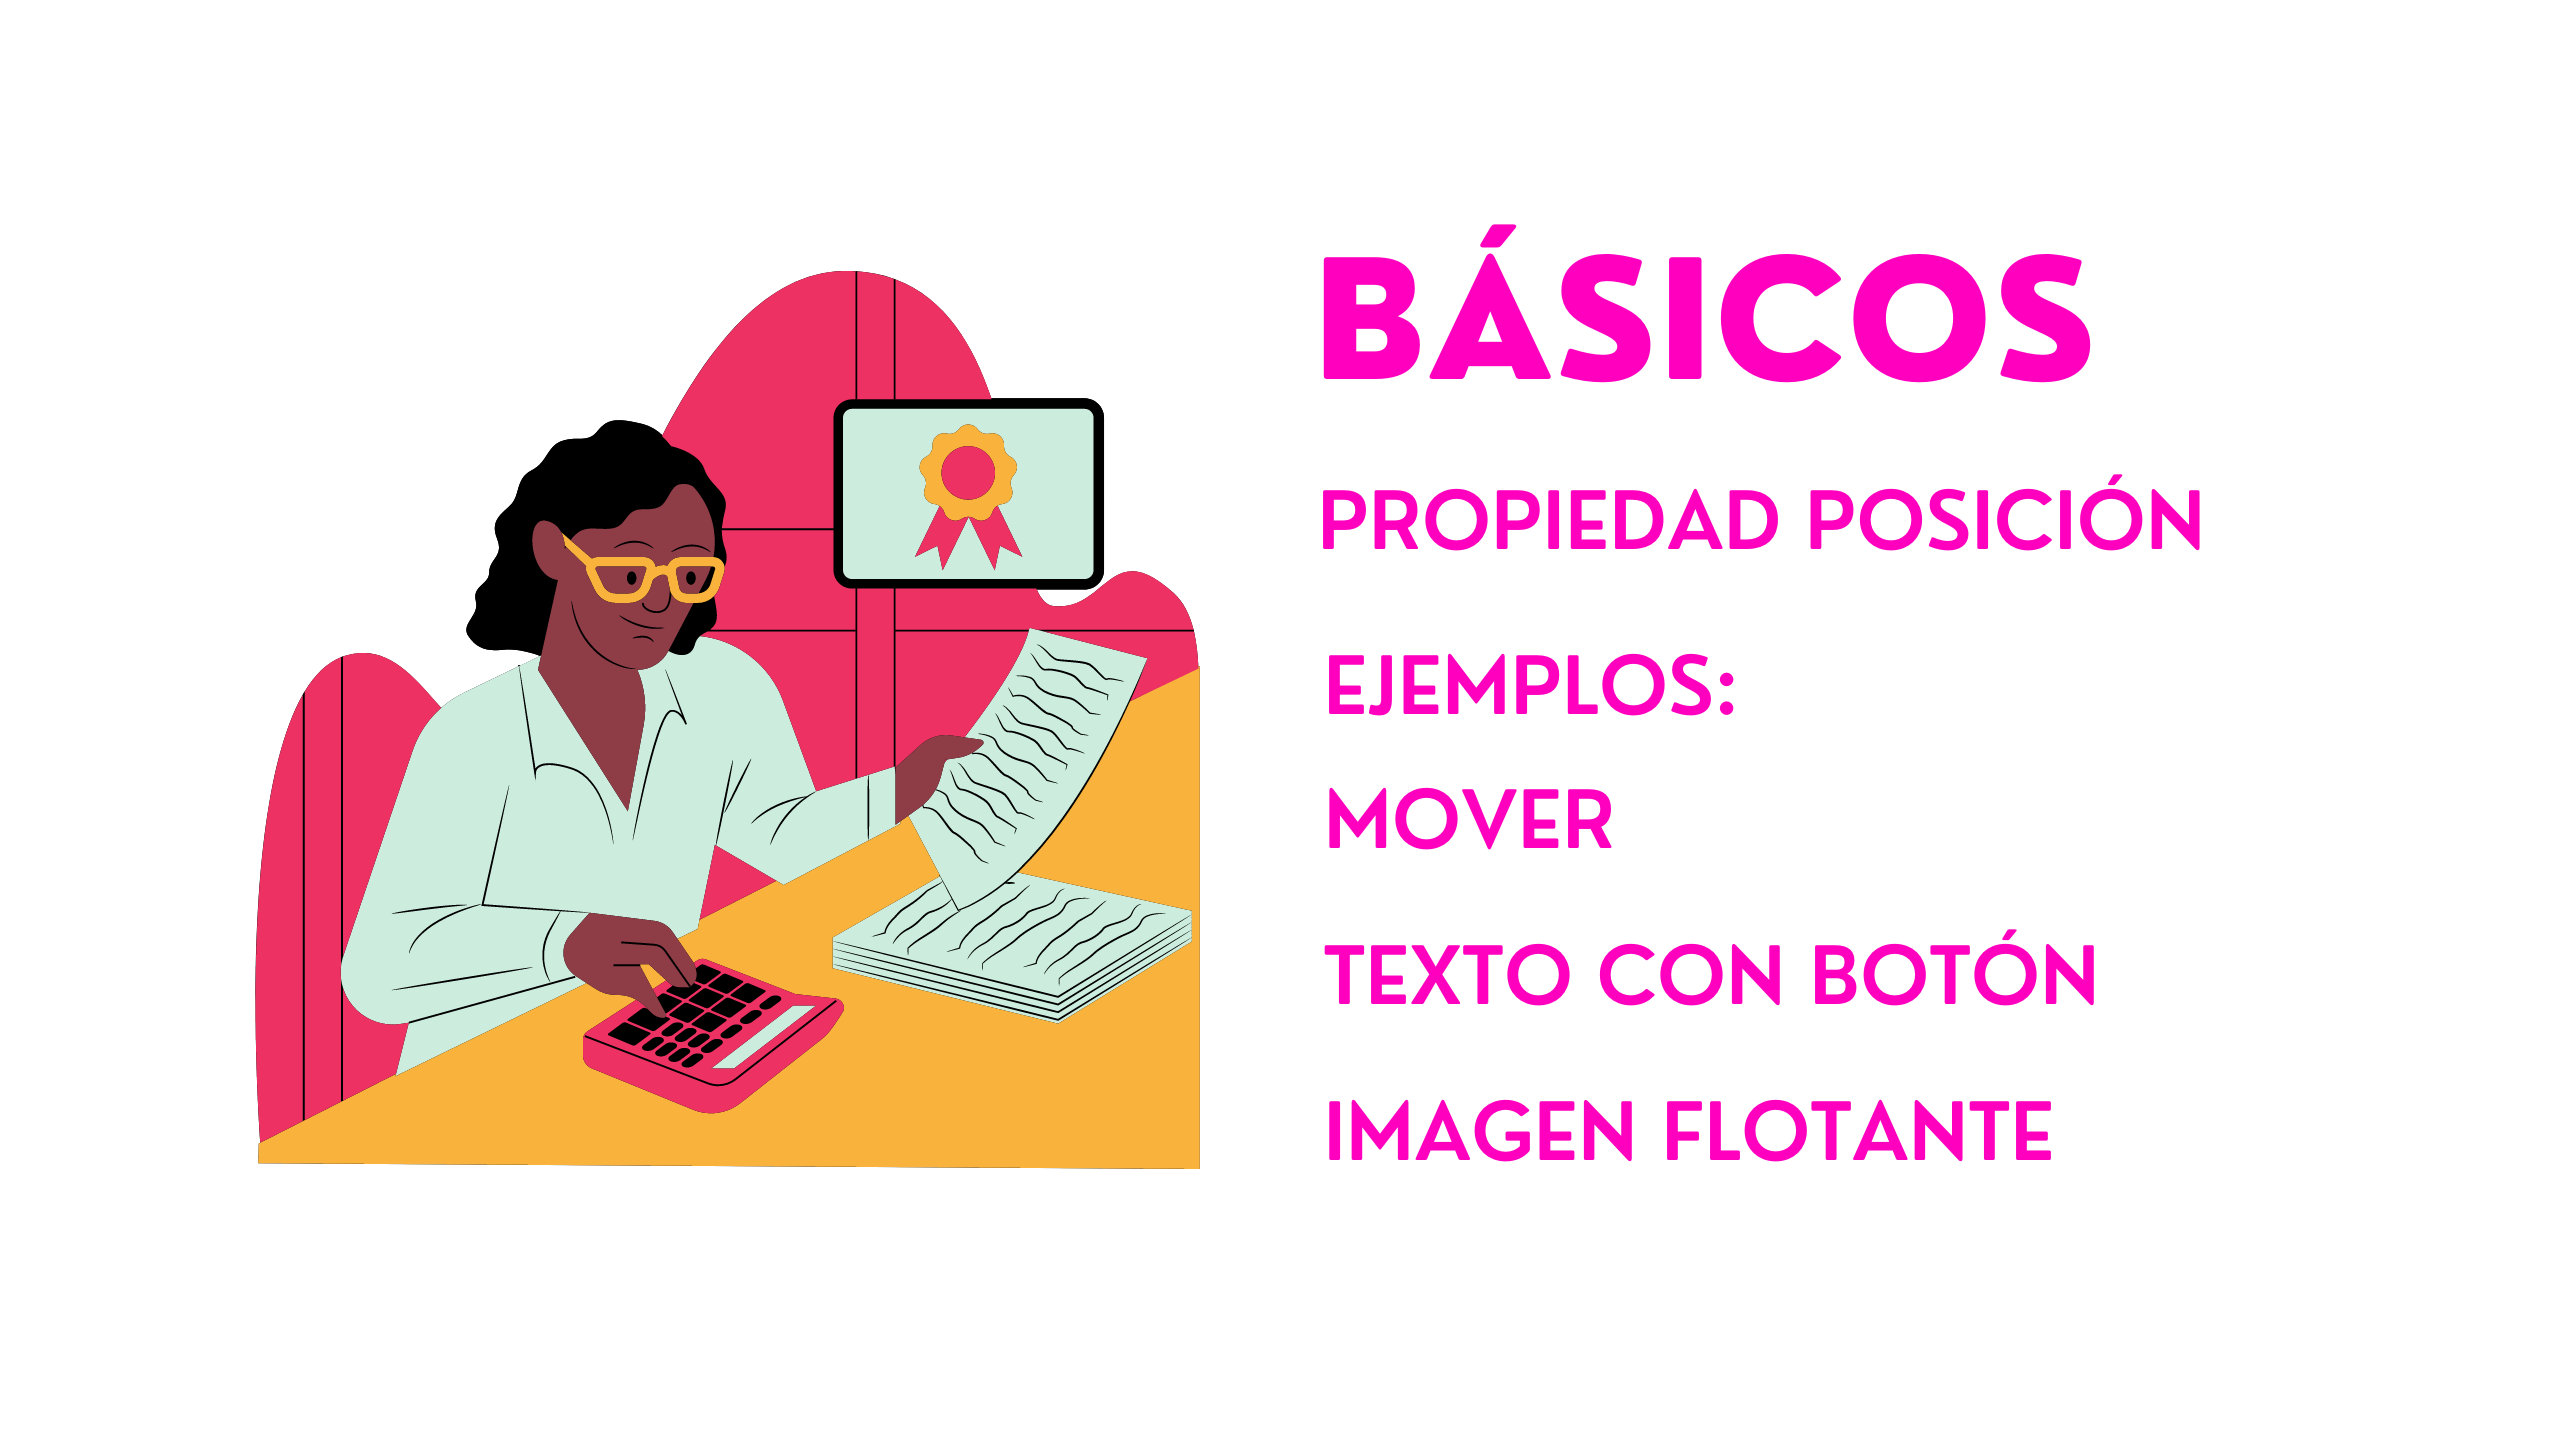 BÁSICOS
PROPIEDAD POSICIÓN
EJEMPLOS:
MOVER
TEXTO CON BOTÓN
IMAGEN FLOTANTE